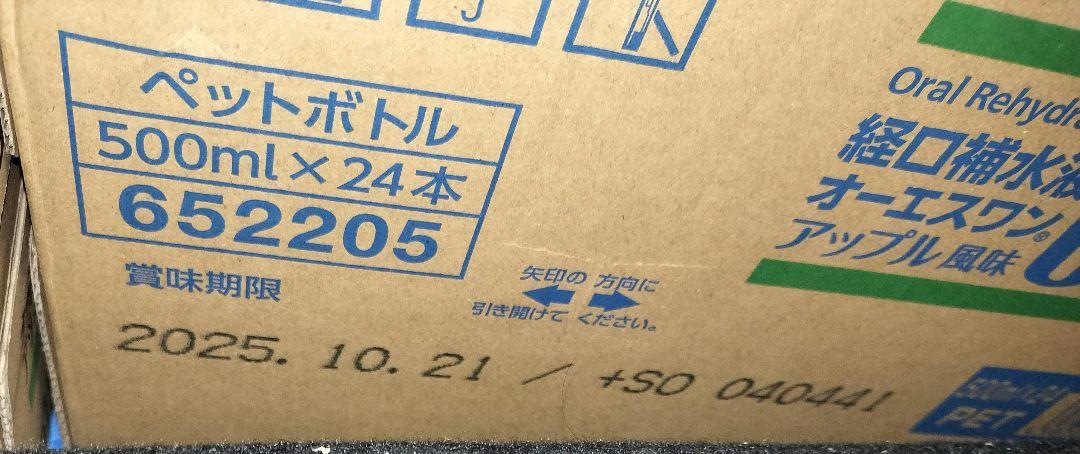 ペットボトル
500ml×24本
652205
賞味期限
2025. 10. 21 / +SO 040441
矢印の 方向に
引き開けて ください。
Oral
経口補水液
オーエスワン®
アップル風味
PET